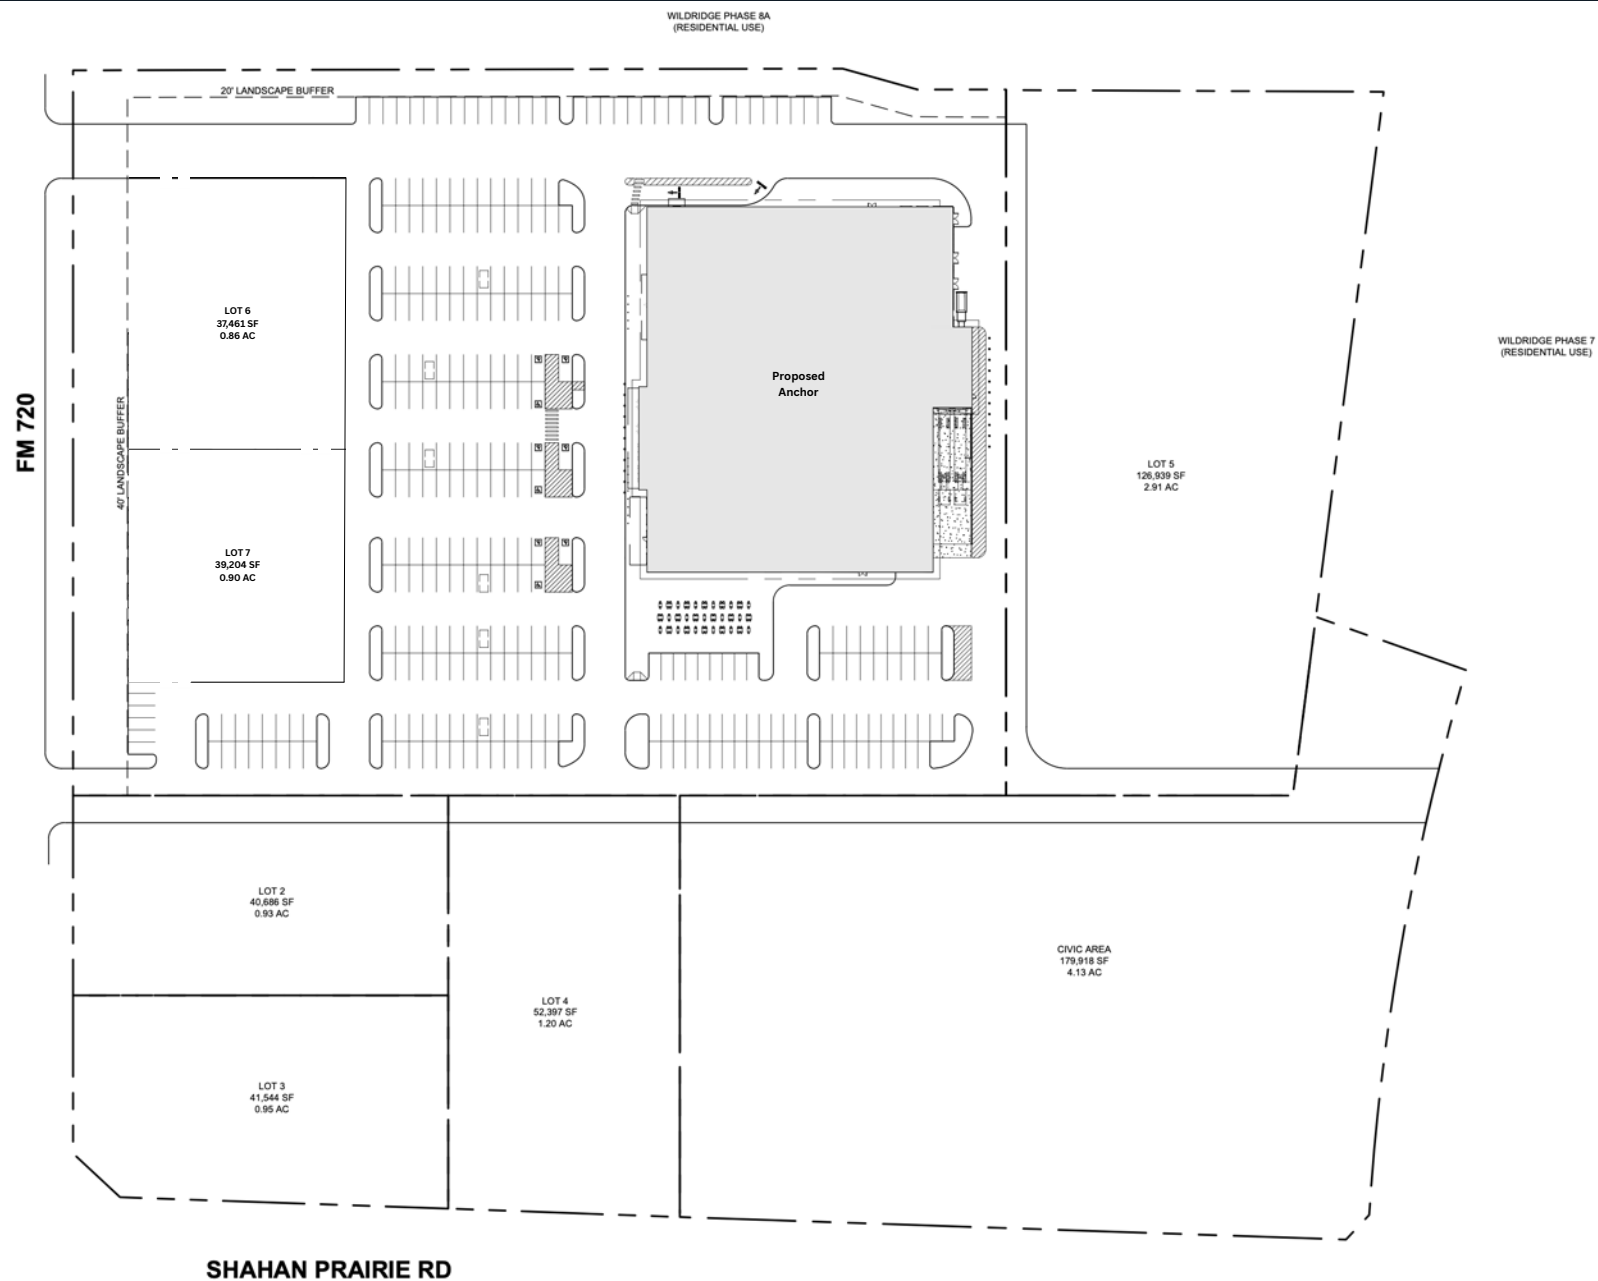 WILDRIDGE PHASE 8A
(RESIDENTIAL USE)
20' LANDSCAPE BUFFER
LOT 6
37,461 SF
0.86 AC
WILDRIDGE PHASE 7
(RESIDENTIAL USE)
Proposed
Anchor
FM 720
40' LANDSCAPE BUFFER
LOT 5
126,939 SF
2.91 AC
LOT 7
39,204 SF
0.90 AC
LOT 2
40,686 SF
0.93 AC
CIVIC AREA
179,918 SF
4.13 AC
LOT 4
52,397 SF
1.20 AC
LOT 3
41,544 SF
0.95 AC
SHAHAN PRAIRIE RD